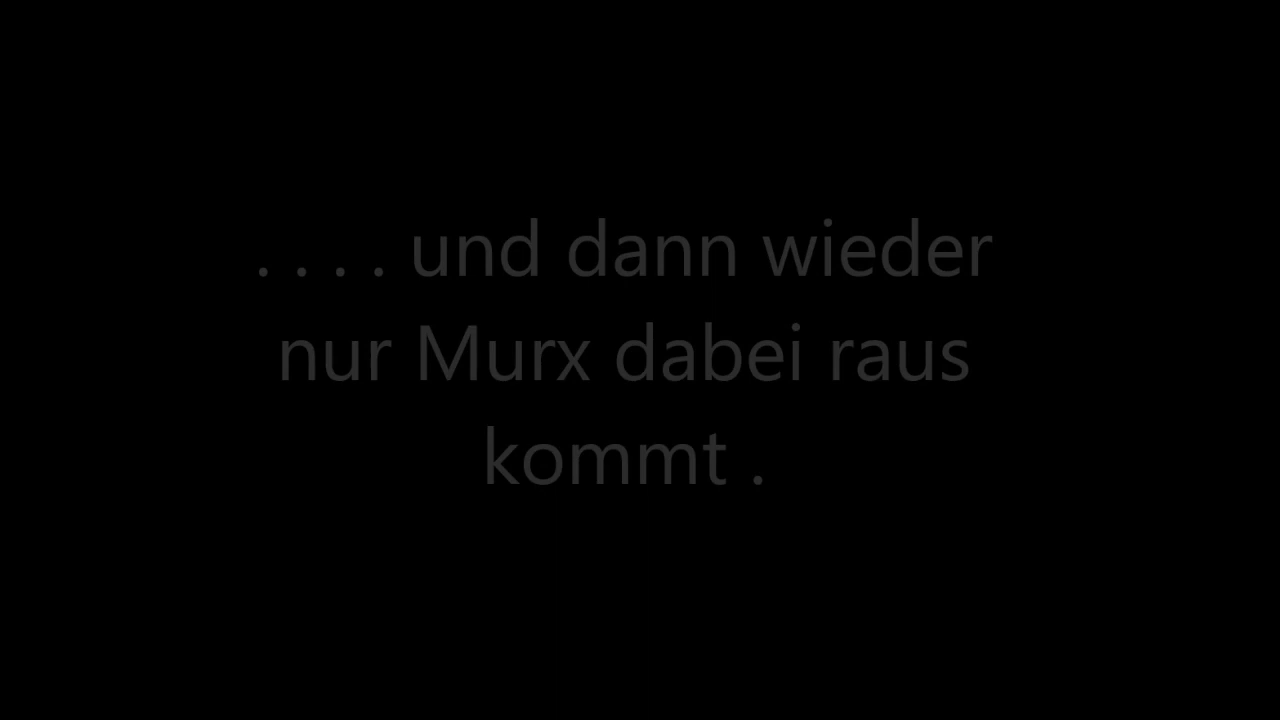 . . . . und dann wieder
nur Murx dabei raus
kommt .